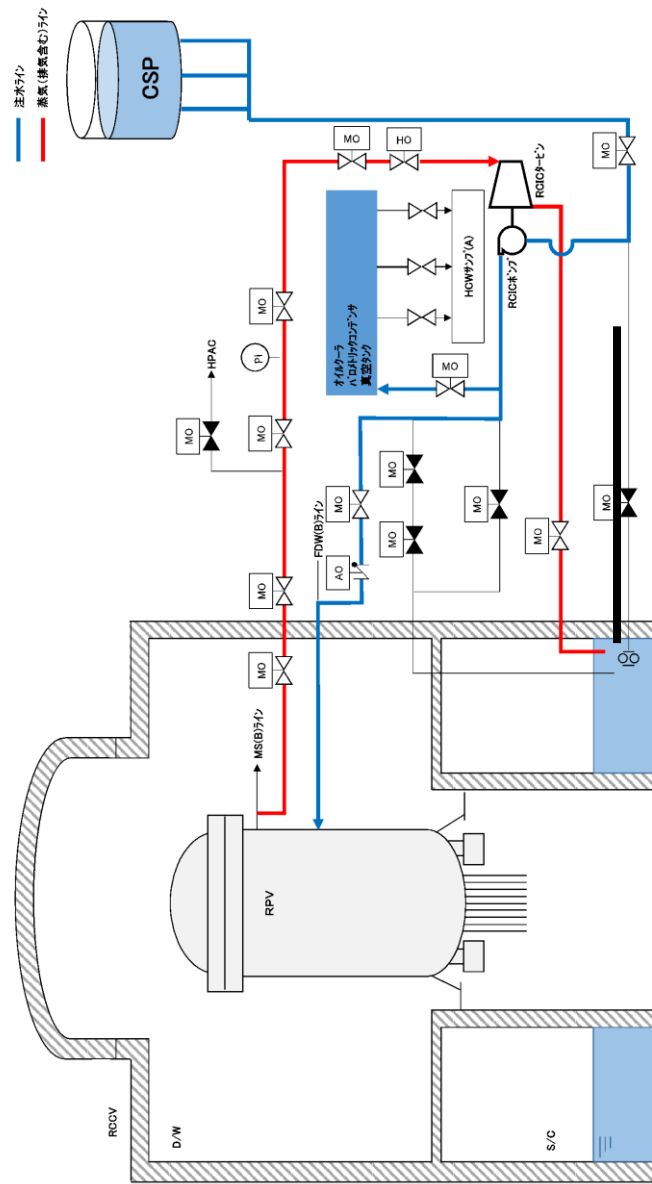 注水ライン
蒸気(排気含む)ライン
CSP
RCCV
D/W
RPV
S/C
MS(B)ライン
FDW(B)ライン
HPAC
MO
MO
MO
MO
MO
PI
MO
HO
オイルクーラ
バロメトリックコンデンサ
真空タンク
HCWサンプ(A)
RCICタービン
RCICポンプ
MO
MO
AO
MO
MO
MO
MO
MO
MO